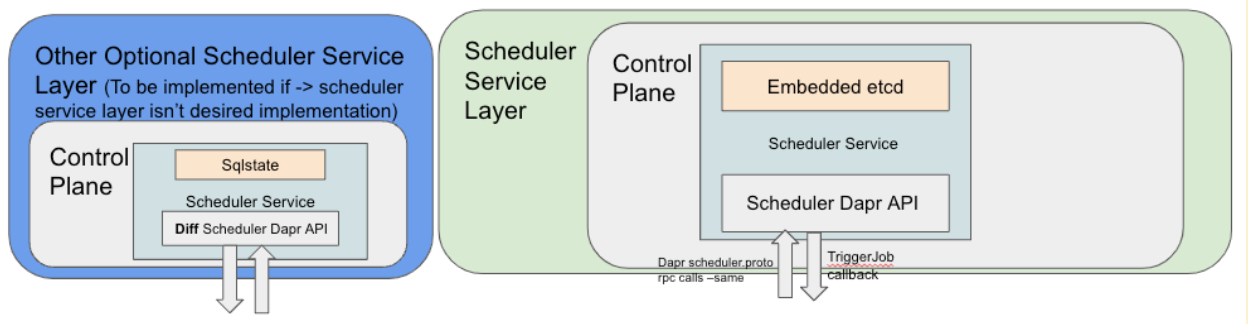 Other Optional Scheduler Service
Layer (To be implemented if -> scheduler
service layer isn't desired implementation)
Control
Plane
Sqlstate
Scheduler Service
Diff Scheduler Dapr API
Scheduler
Service
Layer
Control
Plane
Embedded etcd
Scheduler Service
Scheduler Dapr API
Dapr scheduler.proto
rpc calls –same
TriggerJob
callback